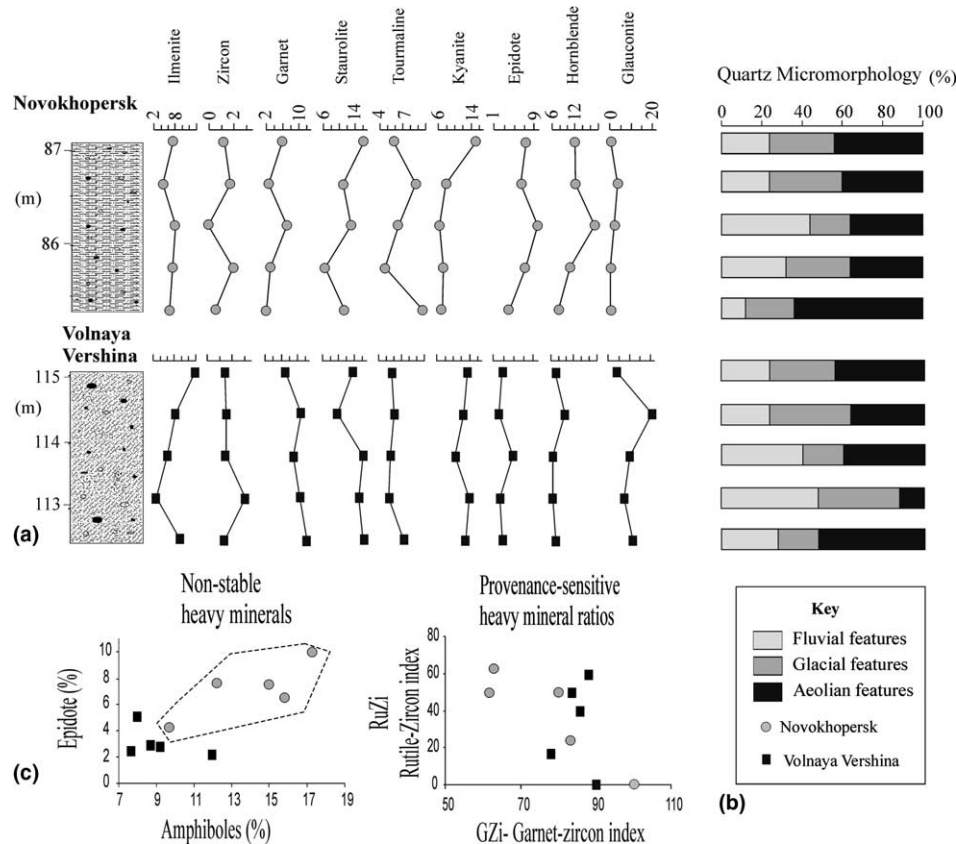 (a)
Ilmenite
Zircon
Garnet
Staurolite
Tourmaline
Kyanite
Epidote
Hornblende
Glauconite
Quartz Micromorphology (%)
Novokhopersk
2 8
0 2
2 10
6 14
4 7
6 14
1 9
6 12
0 20
0 20 40 60 80 100
87
(m)
86
Volnaya
Vershina
115
(m)
114
113
(a)
Non-stable
heavy minerals
Provenance-sensitive
heavy mineral ratios
Epidote (%)
10
8
6
4
2
0
7 9 11 13 15 17 19
Amphiboles (%)
(c)
RuZi
Rutile-Zircon index
80
60
40
20
0
50 70 90 110
GZi- Garnet-zircon index
Key
Fluvial features
Glacial features
Aeolian features
Novokhopersk
Volnaya Vershina
(b)